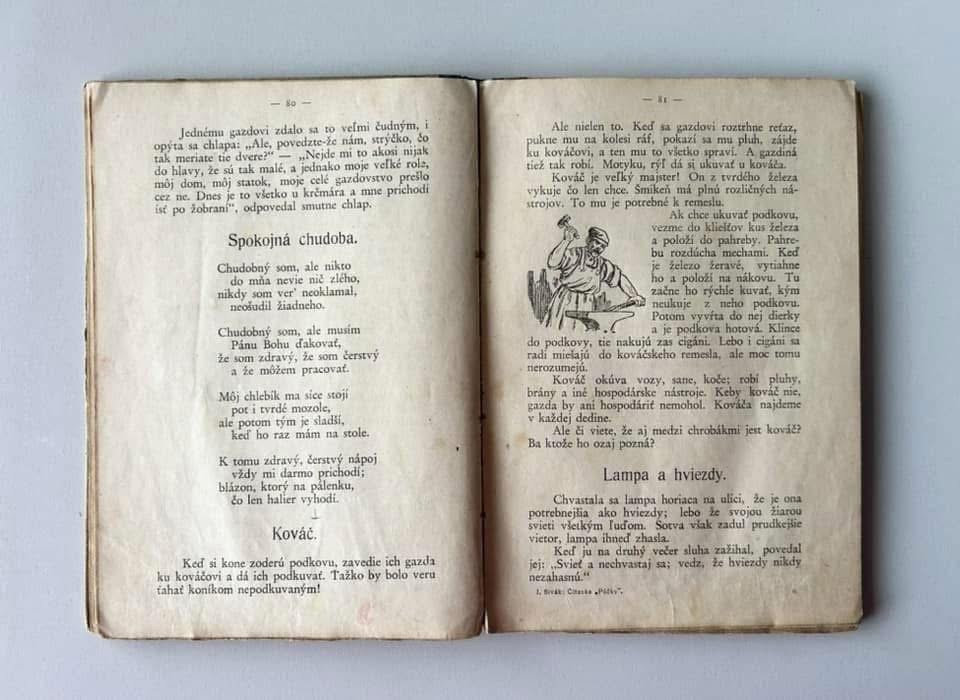 — 80 —
Jednému gazdovi zdalo sa to veľmi čudným, i
opýta sa chlapa: „Ale, povedzte-že nám, strýčko, čo
tak meriate tie dvere?“ — „Nejde mi to akosi nijak
do hlavy, že sú tak malé, a jednako moje veľké role,
môj dom, môj statok, moje celé gazdovstvo prešlo
cez ne. Dnes je to všetko u krčmára a mne prichodí
ísť po žobraní“, odpovedal smutne chlap.
Spokojná chudoba.
Chudobný som, ale nikto
do mňa nevie nič zlého,
nikdy som ver’ neoklamal,
neošudil žiadneho.
Chudobný som, ale musím
Pánu Bohu ďakovať,
že som zdravý, že som čerstvý
a že môžem pracovať.
Môj chlebík ma síce stojí
pot i tvrdé mozole,
ale potom tým je sladší,
keď ho raz mám na stole.
K tomu zdravý, čerstvý nápoj
vždy mi darmo prichodí;
blázon, ktorý na pálenku,
čo len halier vyhodí.
Kováč.
Keď si kone zoderú podkovu, zavedie ich gazda
ku kováčovi a dá ich podkuvať. Ťažko by bolo veru
ťahať koníkom nepodkuvaným!
— 81 —
Ale nielen to. Keď sa gazdovi roztrhne reťaz,
pukne mu na kolesi ráf, pokazí sa mu pluh, zájde
ku kováčovi, a ten mu to všetko spraví. A gazdiná
tiež tak robí. Motyku, rýľ dá si ukuvať u kováča.
Kováč je veľký majster! On z tvrdého železa
vykuje čo len chce. Šmikeň má plnú rozličných ná-
strojov. To mu je potrebné k remeslu.
Ak chce ukuvať podkovu,
vezme do klieštov kus železa
a položí do pahreby. Pahre-
bu rozdúcha mechami. Keď
je železo žeravé, vytiahne
ho a položí na nákovu. Tu
začne ho rýchle kuvať, kým
neukuje z neho podkovu.
Potom vyvŕta do nej dierky
a je podkova hotová. Klince
do podkovy, tie nakujú zas cigáni. Lebo i cigáni sa
radi miešajú do kováčskeho remesla, ale moc tomu
nerozumejú.
Kováč okúva vozy, sane, koče; robí pluhy,
brány a iné hospodárske nástroje. Keby kováč nie,
gazda by ani hospodáriť nemohol. Kováča najdeme
v každej dedine.
Ale či viete, že aj medzi chrobákmi jest kováč?
Ba ktože ho ozaj pozná?
Lampa a hviezdy.
Chvastala sa lampa horiaca na ulici, že je ona
potrebnejšia ako hviezdy; lebo že svojou žiarou
svieti všetkým ľuďom. Sotva však zadul prudkejšie
vietor, lampa ihneď zhasla.
Keď ju na druhý večer sluha zažíhal, povedal
jej: „Svieť a nechvastaj sa; vedz, že hviezdy nikdy
nezahasnú.“
J. Sivák: Čítanka „Púčky“.